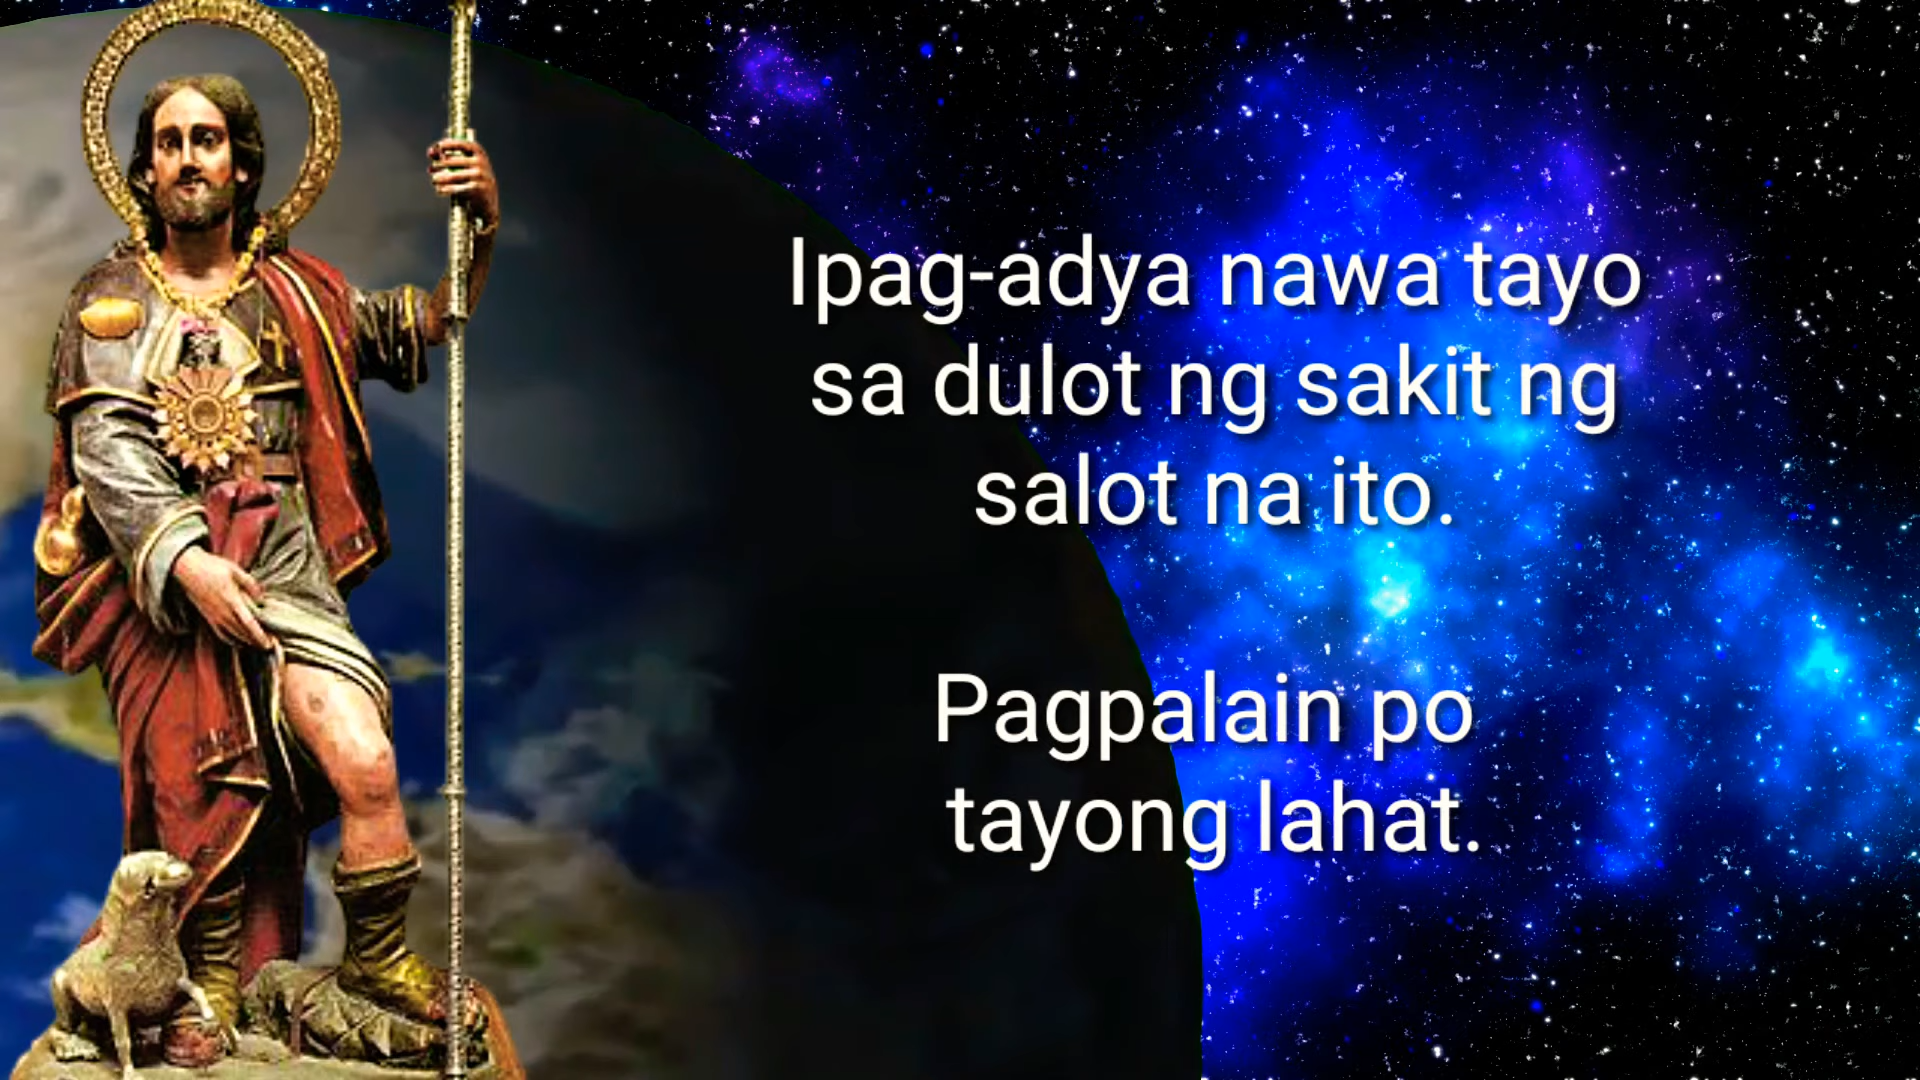 Ipag-adya nawa tayo
sa dulot ng sakit ng
salot na ito.
Pagpalain po
tayong lahat.